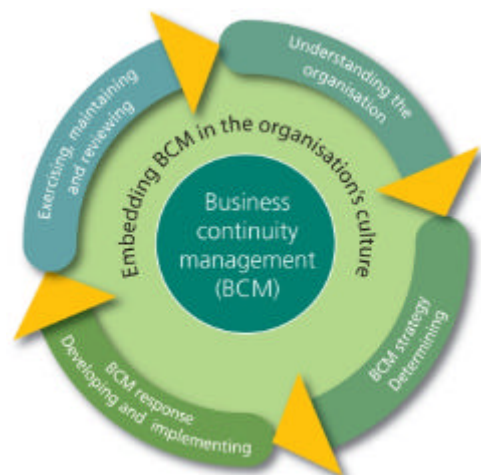 Business
continuity
management
(BCM)
Embedding BCM in the organisation's culture
Understanding the
organisation
BCM strategy
Determining
BCM response
Developing and implementing
Exercising, maintaining
and reviewing